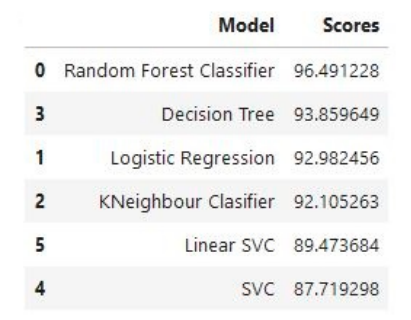 Model Scores
0 Random Forest Classifier 96.491228
3 Decision Tree 93.859649
1 Logistic Regression 92.982456
2 KNeighbour Clasifier 92.105263
5 Linear SVC 89.473684
4 SVC 87.719298